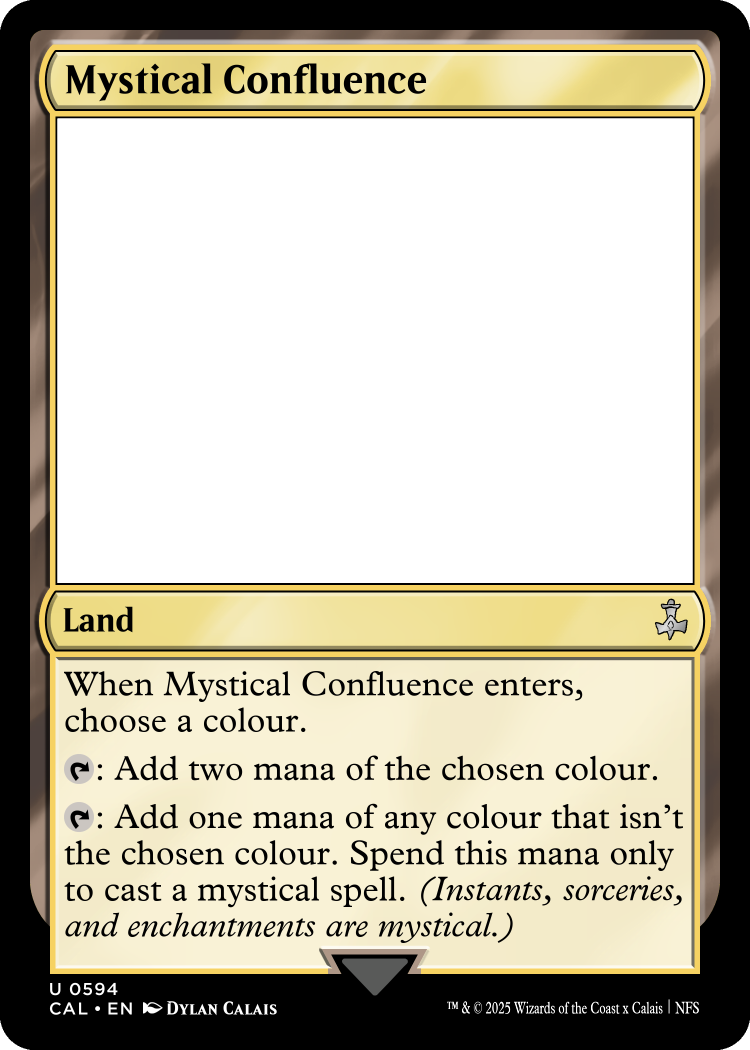 Mystical Confluence
Land
When Mystical Confluence enters,
choose a colour.
: Add two mana of the chosen colour.
: Add one mana of any colour that isn't
the chosen colour. Spend this mana only
to cast a mystical spell. (Instants, sorceries,
and enchantments are mystical.)
U 0594
CAL • EN Dylan Calais
™ & © 2025 Wizards of the Coast x Calais | NFS